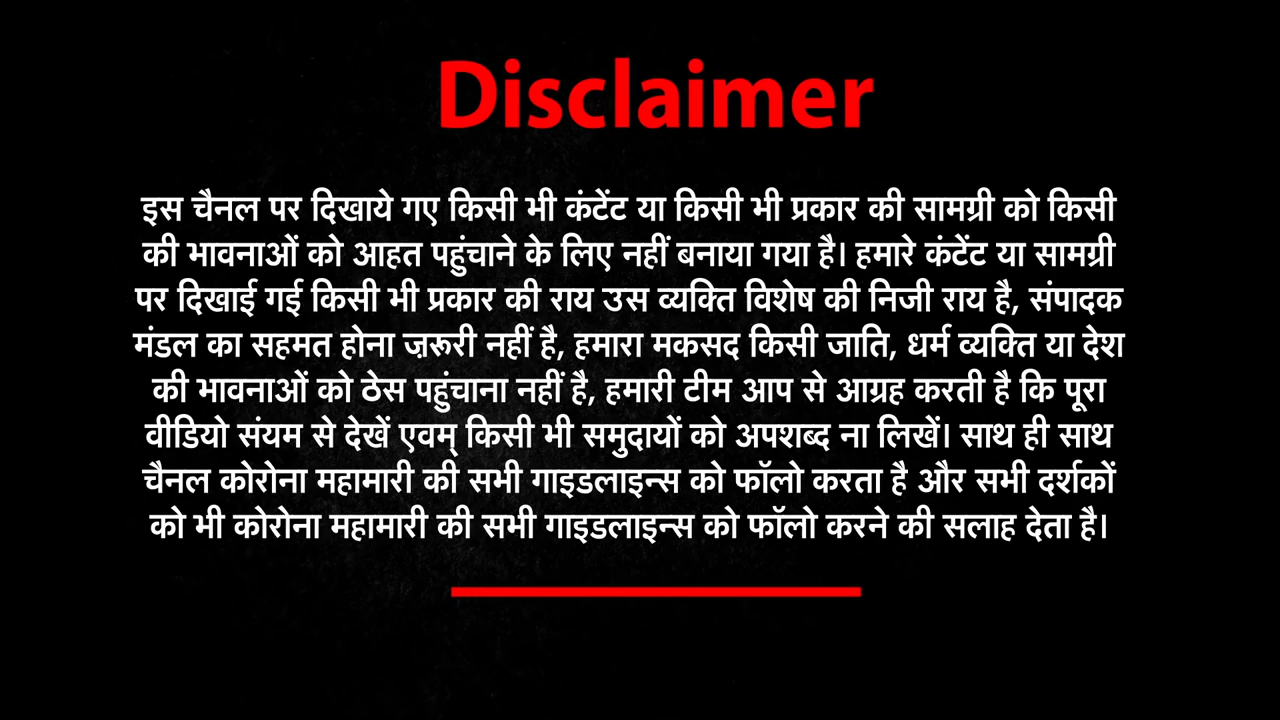 Disclaimer
इस चैनल पर दिखाये गए किसी भी कंटेंट या किसी भी प्रकार की सामग्री को किसी
की भावनाओं को आहत पहुंचाने के लिए नहीं बनाया गया है। हमारे कंटेंट या सामग्री
पर दिखाई गई किसी भी प्रकार की राय उस व्यक्ति विशेष की निजी राय है, संपादक
मंडल का सहमत होना ज़रूरी नहीं है, हमारा मकसद किसी जाति, धर्म व्यक्ति या देश
की भावनाओं को ठेस पहुंचाना नहीं है, हमारी टीम आप से आग्रह करती है कि पूरा
वीडियो संयम से देखें एवम् किसी भी समुदायों को अपशब्द ना लिखें। साथ ही साथ
चैनल कोरोना महामारी की सभी गाइडलाइन्स को फॉलो करता है और सभी दर्शकों
को भी कोरोना महामारी की सभी गाइडलाइन्स को फॉलो करने की सलाह देता है।